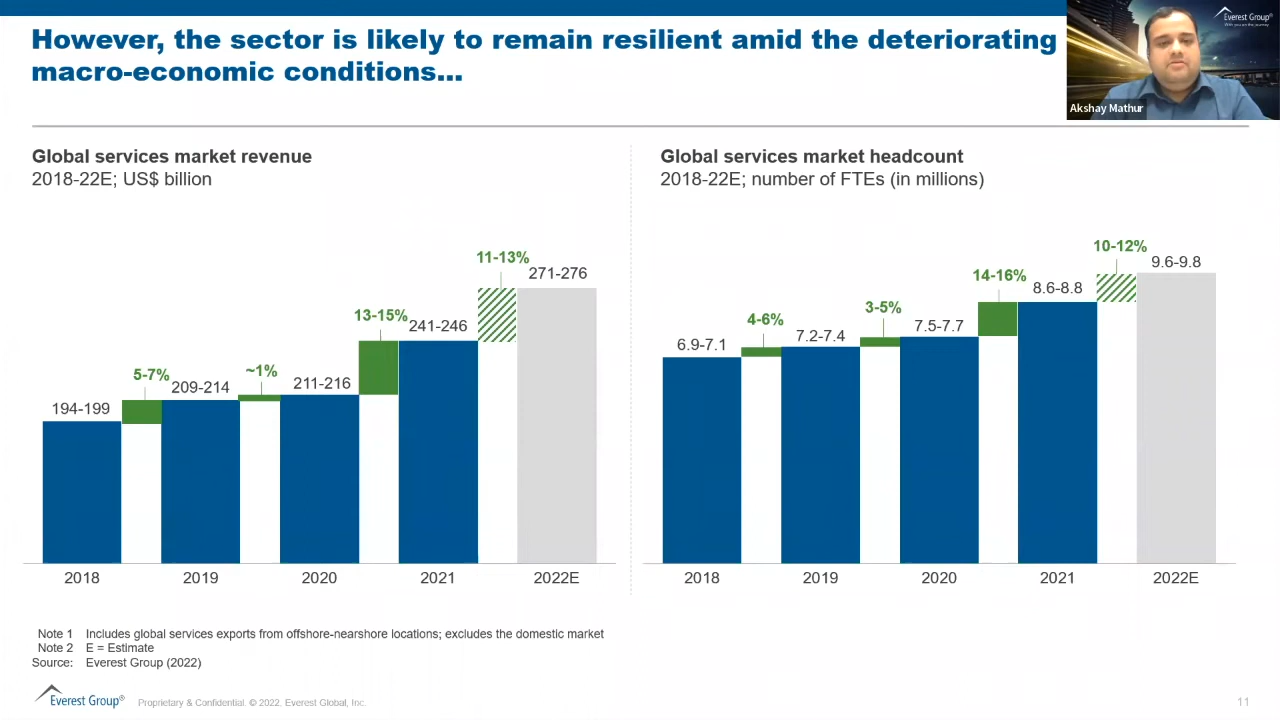 However, the sector is likely to remain resilient amid the deteriorating
macro-economic conditions...
Everest Group®
With you on the journey
Akshay Mathur
Global services market revenue
2018-22E; US$ billion
11-13%
271-276
13-15%
241-246
5-7%
209-214
~1%
211-216
194-199
2018
2019
2020
2021
2022E
Global services market headcount
2018-22E; number of FTEs (in millions)
10-12%
9.6-9.8
14-16%
8.6-8.8
4-6%
7.2-7.4
3-5%
7.5-7.7
6.9-7.1
2018
2019
2020
2021
2022E
Note 1 Includes global services exports from offshore-nearshore locations; excludes the domestic market
Note 2 E = Estimate
Source: Everest Group (2022)
Everest Group®
Proprietary & Confidential. © 2022, Everest Global, Inc.
11